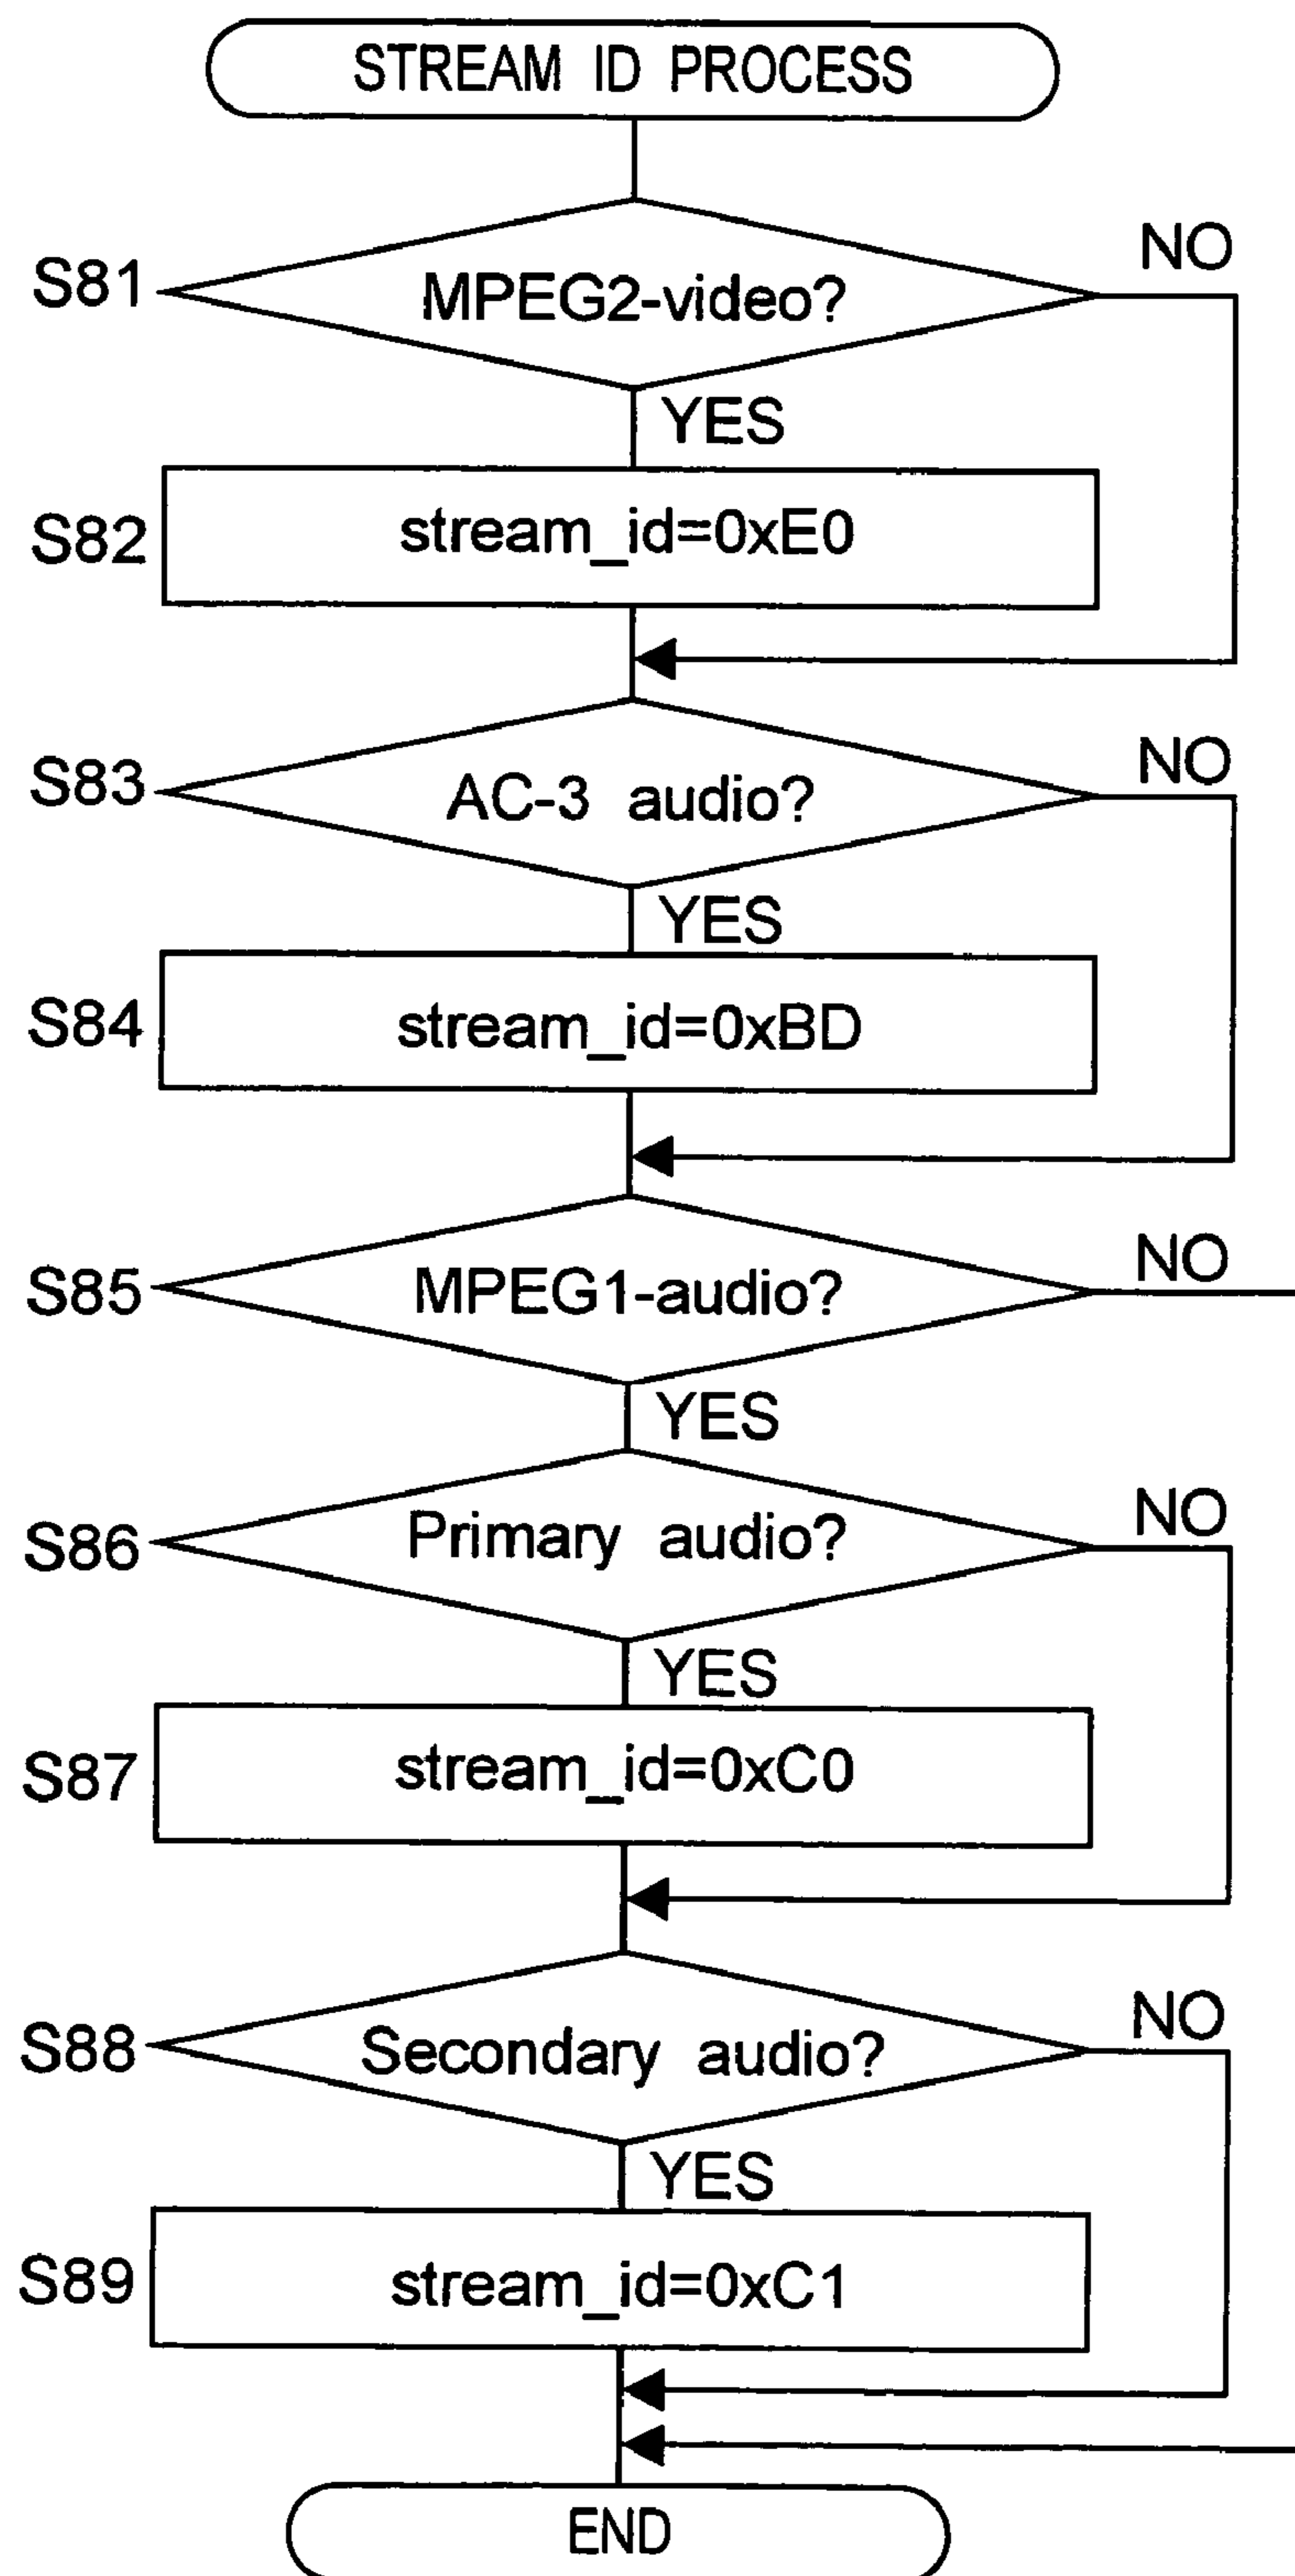 STREAM ID PROCESS
S81
MPEG2-video?
NO
YES
S82
stream_id=0xE0
S83
AC-3 audio?
NO
YES
S84
stream_id=0xBD
S85
MPEG1-audio?
NO
YES
S86
Primary audio?
NO
YES
S87
stream_id=0xC0
S88
Secondary audio?
NO
YES
S89
stream_id=0xC1
END